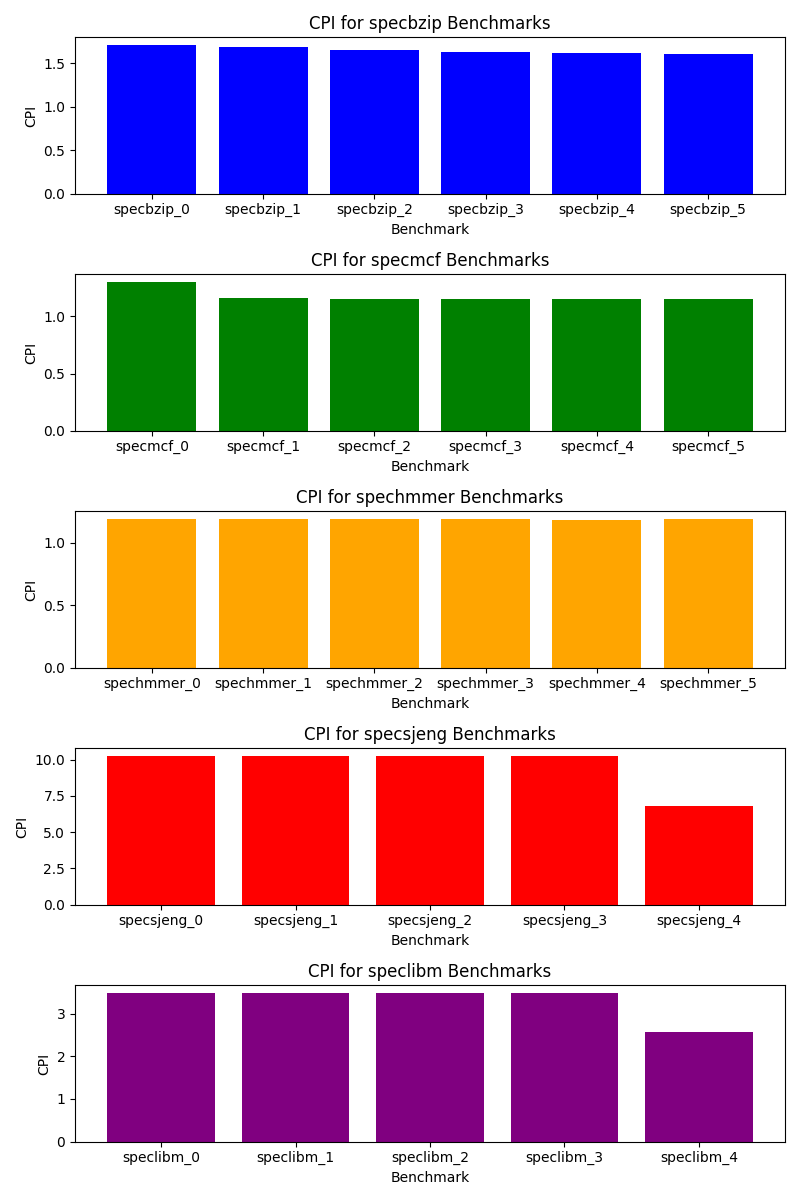 CPI for specbzip Benchmarks
1.5
1.0
0.5
0.0
CPI
specbzip_0 specbzip_1 specbzip_2 specbzip_3 specbzip_4 specbzip_5
Benchmark
CPI for specmcf Benchmarks
1.0
0.5
0.0
CPI
specmcf_0 specmcf_1 specmcf_2 specmcf_3 specmcf_4 specmcf_5
Benchmark
CPI for spechmmer Benchmarks
1.0
0.5
0.0
CPI
spechmmer_0 spechmmer_1 spechmmer_2 spechmmer_3 spechmmer_4 spechmmer_5
Benchmark
CPI for specsjeng Benchmarks
10.0
7.5
5.0
2.5
0.0
CPI
specsjeng_0 specsjeng_1 specsjeng_2 specsjeng_3 specsjeng_4
Benchmark
CPI for speclibm Benchmarks
3
2
1
0
CPI
speclibm_0 speclibm_1 speclibm_2 speclibm_3 speclibm_4
Benchmark